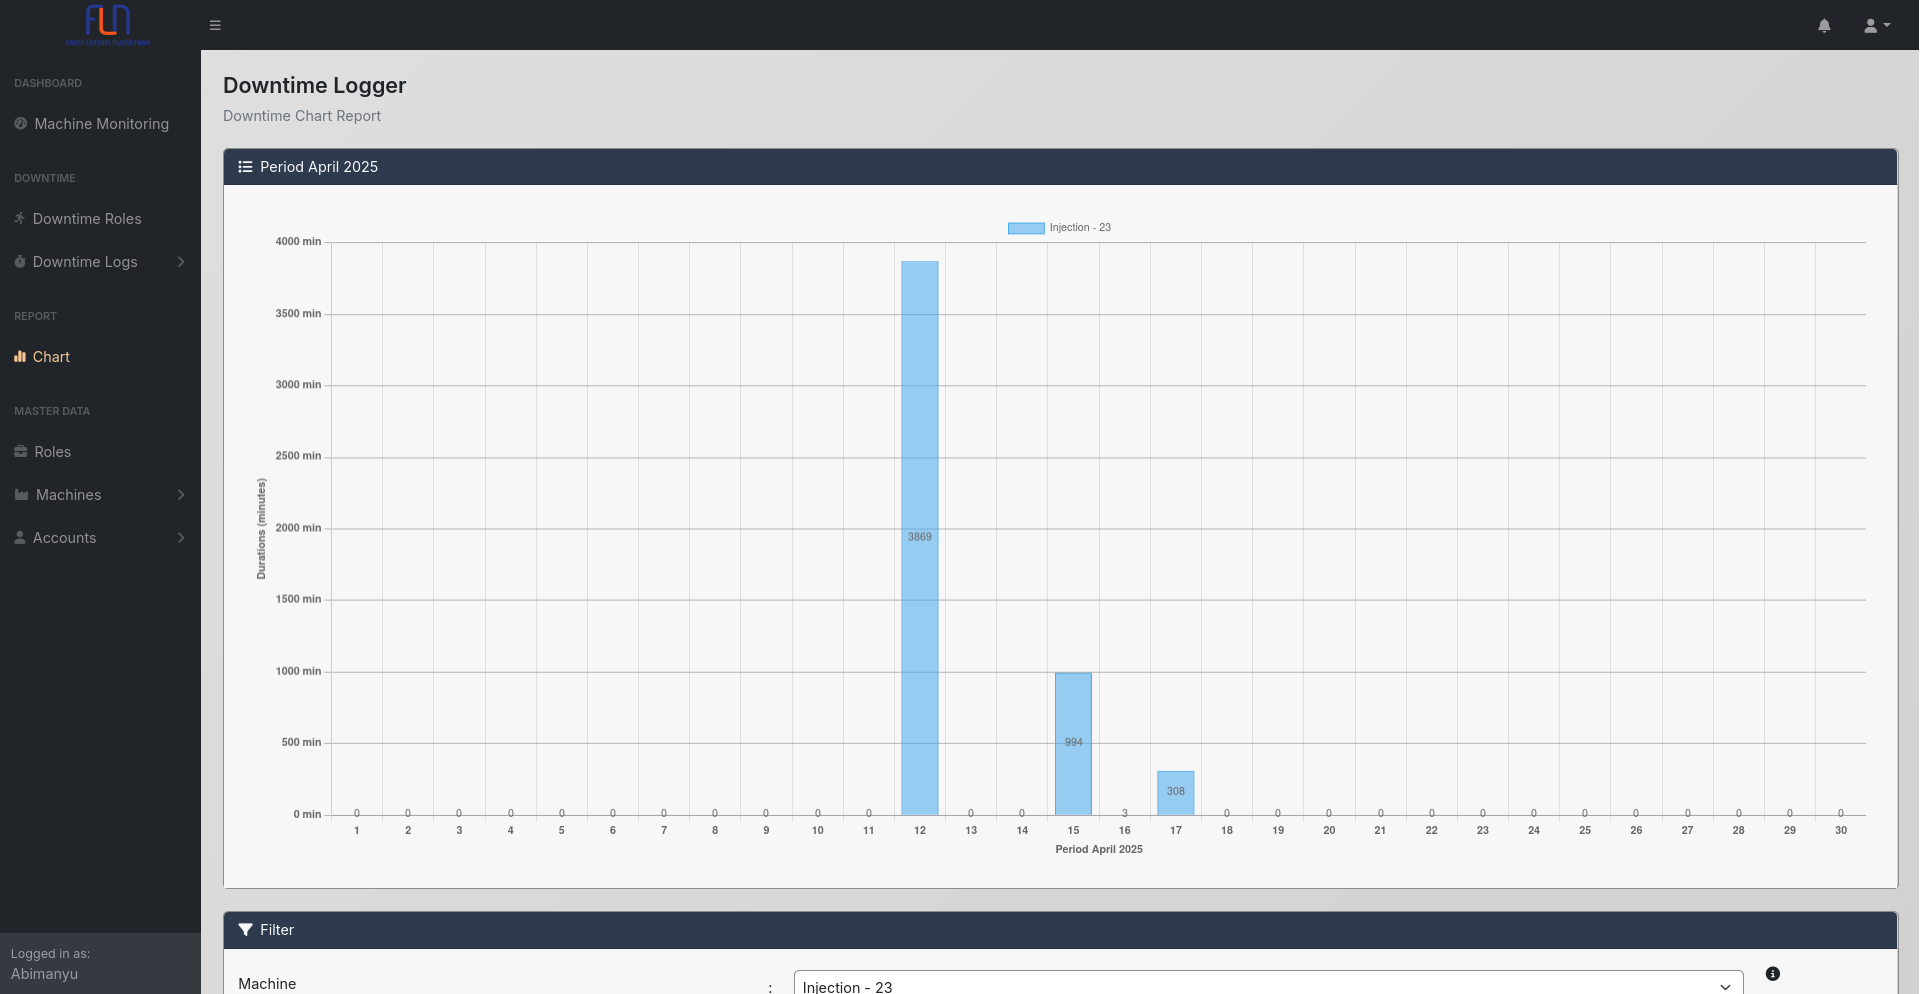 FLN
FAJAR LESTARI NUSANTARA
DASHBOARD
Machine Monitoring
DOWNTIME
Downtime Roles
Downtime Logs
REPORT
Chart
MASTER DATA
Roles
Machines
Accounts
Logged in as:
Abimanyu
Downtime Logger
Downtime Chart Report
Period April 2025
Injection - 23
4000 min
3500 min
3000 min
2500 min
2000 min
1500 min
1000 min
500 min
0 min
Durations (minutes)
0 0 0 0 0 0 0 0 0 0 0 3869 0 0 994 3 308 0 0 0 0 0 0 0 0 0 0 0 0 0
1 2 3 4 5 6 7 8 9 10 11 12 13 14 15 16 17 18 19 20 21 22 23 24 25 26 27 28 29 30
Period April 2025
Filter
Machine : Injection - 23